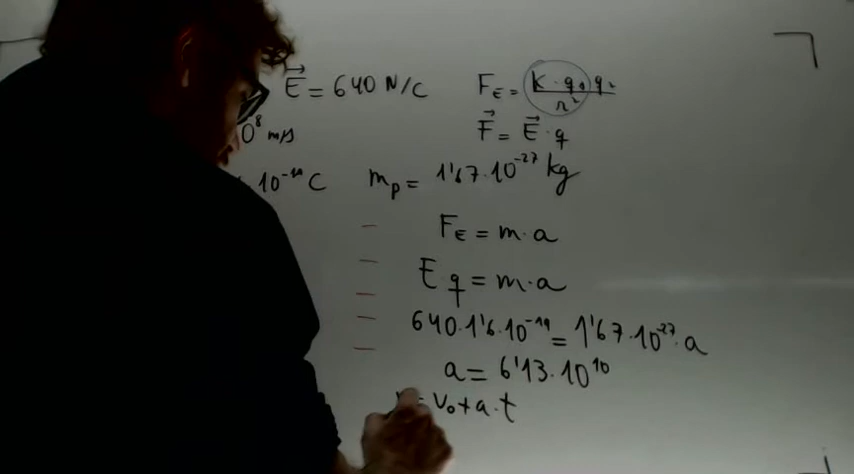 E = 640 N/C
F_E = K · q₁ q₂ / r²
0⁸ m/s
F = E · q
10⁻¹⁹ C
m_p = 1'67 · 10⁻²⁷ kg
F_E = m · a
E q = m · a
640 · 1'6 · 10⁻¹⁹ = 1'67 · 10⁻²⁷ · a
a = 6'13 · 10¹⁰
= v₀ + a · t